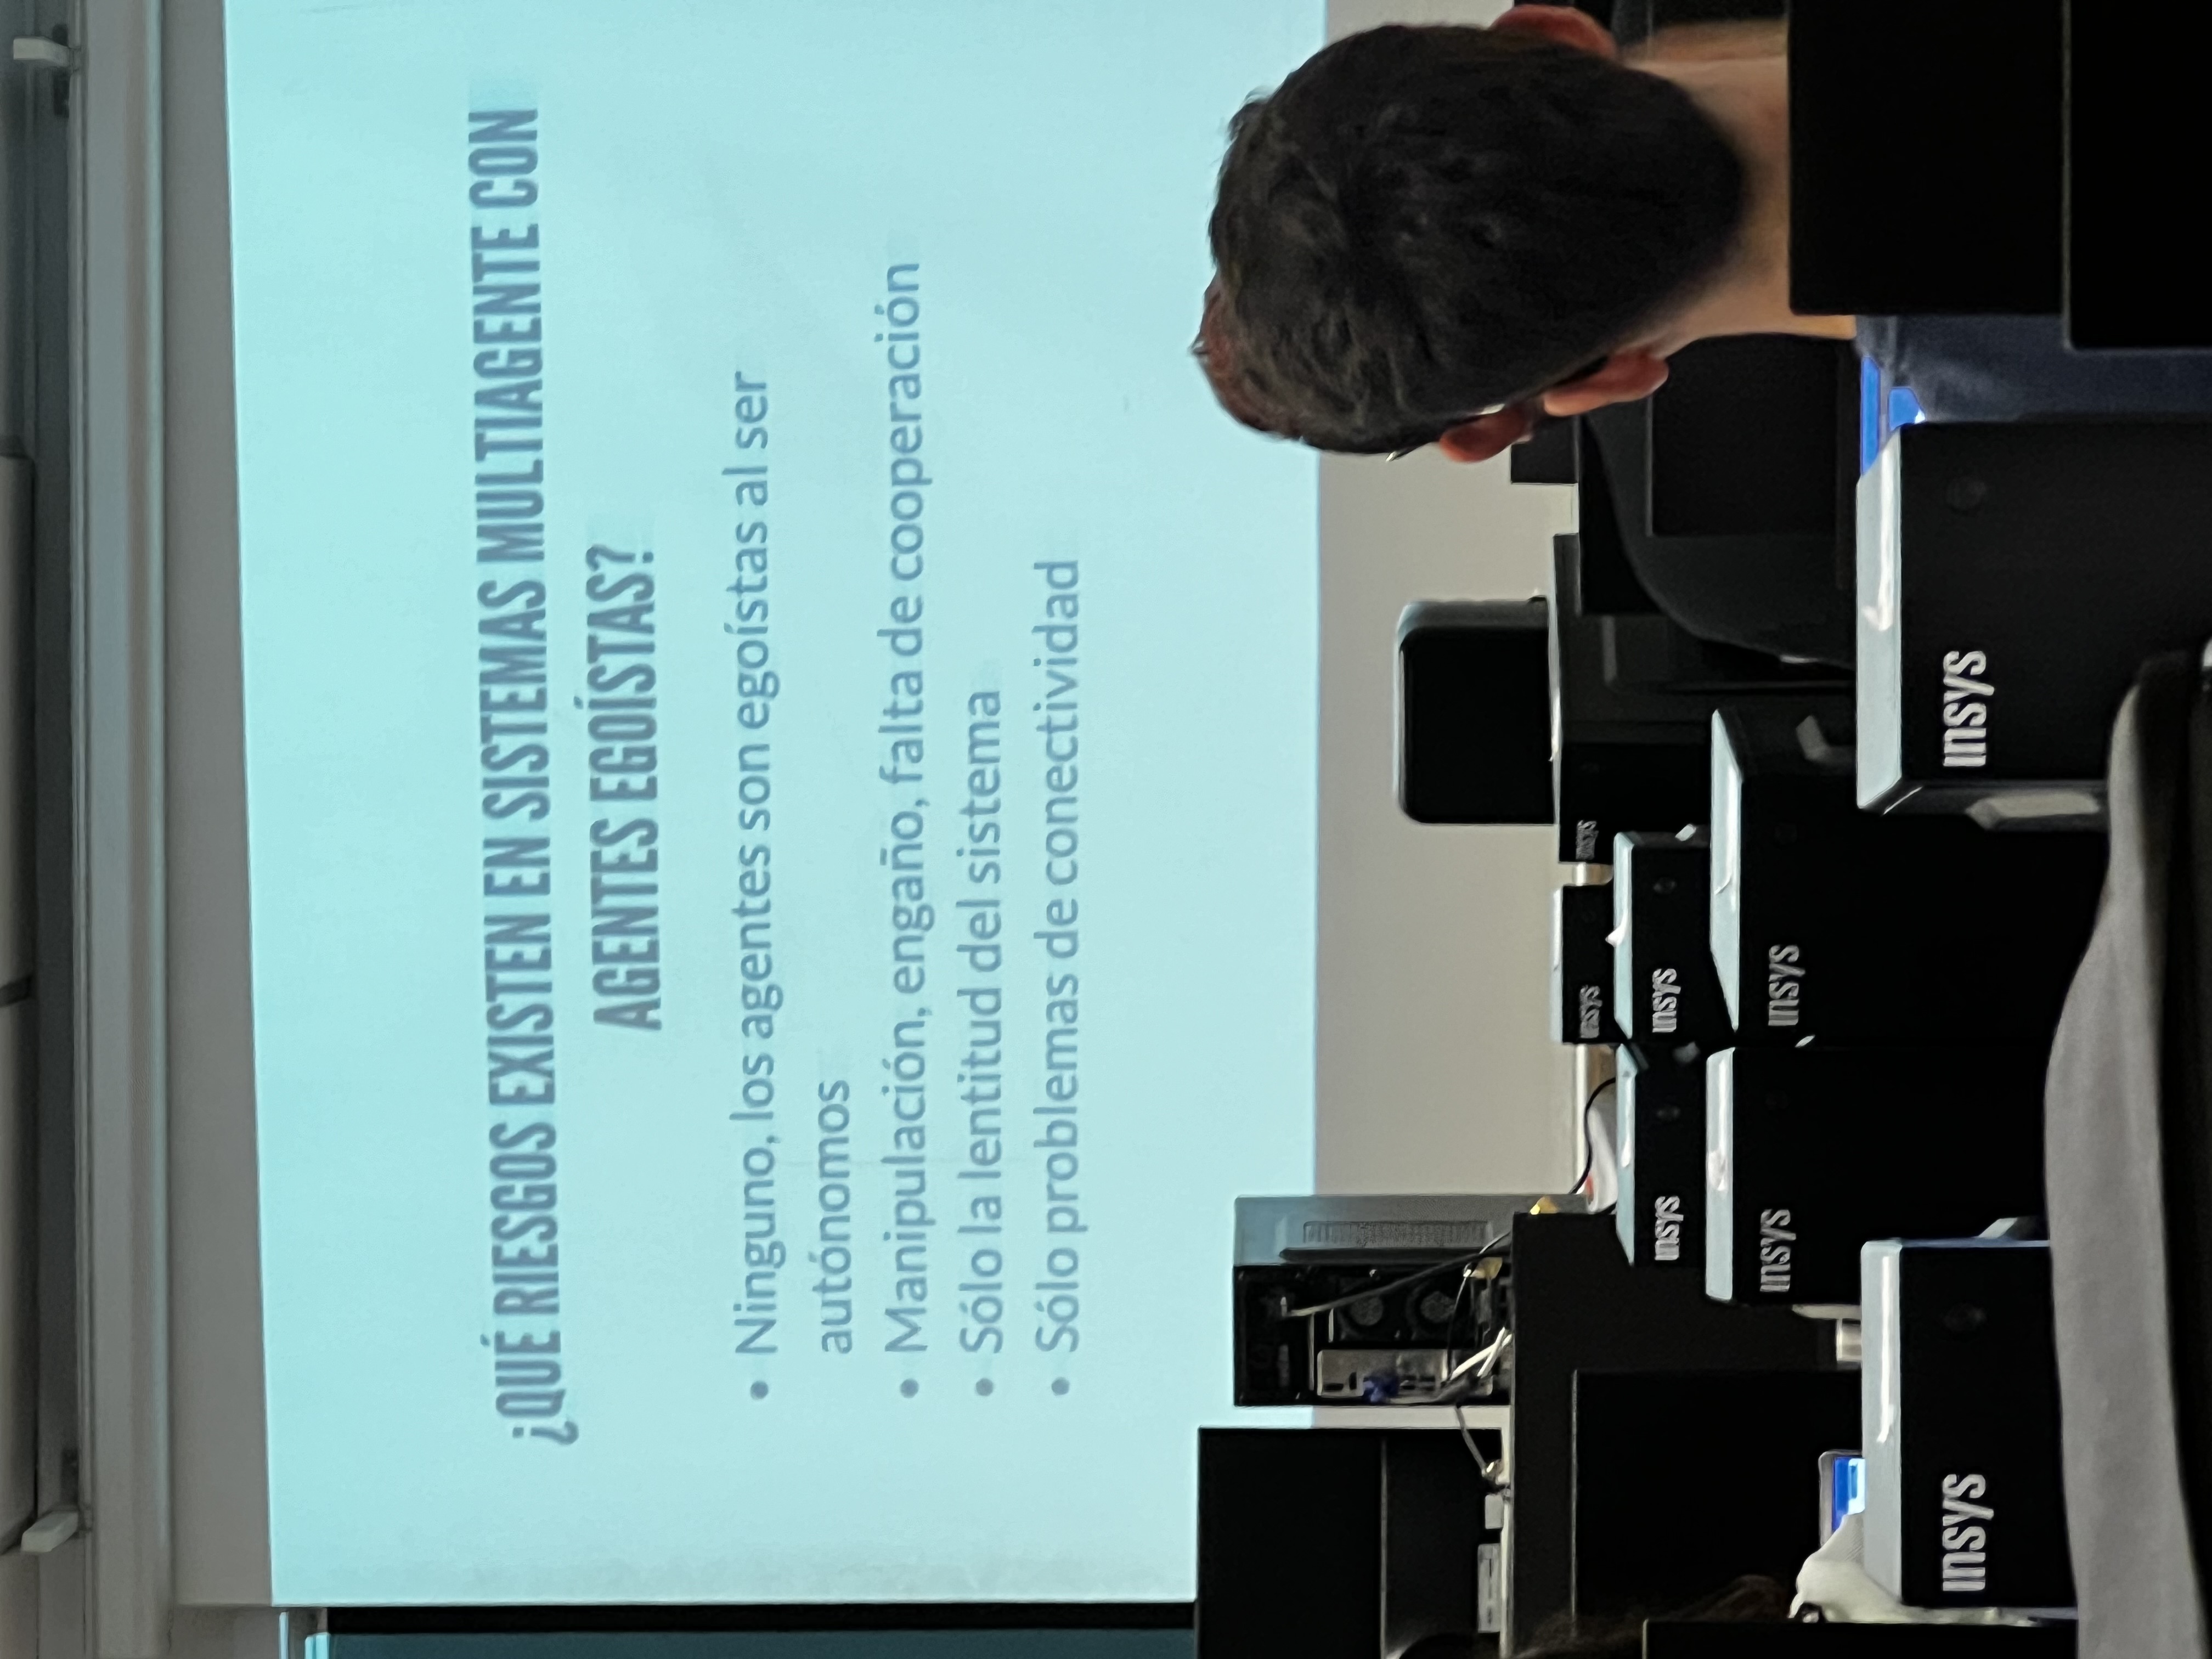 ¿QUÉ RIESGOS EXISTEN EN SISTEMAS MULTIAGENTE CON
AGENTES EGOÍSTAS?
• Ninguno, los agentes son egoístas al ser
autónomos
• Manipulación, engaño, falta de cooperación
• Sólo la lentitud del sistema
• Sólo problemas de conectividad
insys
insys
insys
insys
insys
insys
insys
insys